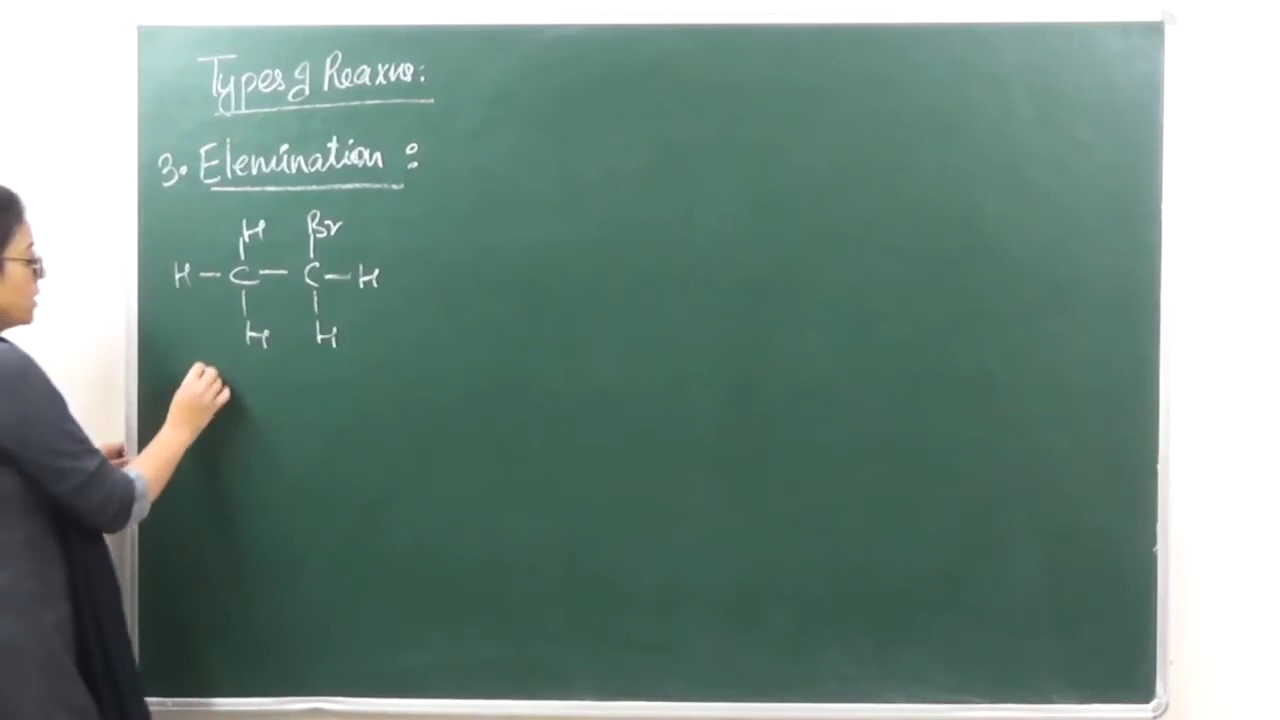 Types of Reaxns:
3. Elemination :
H Br
H - C - C - H
H H